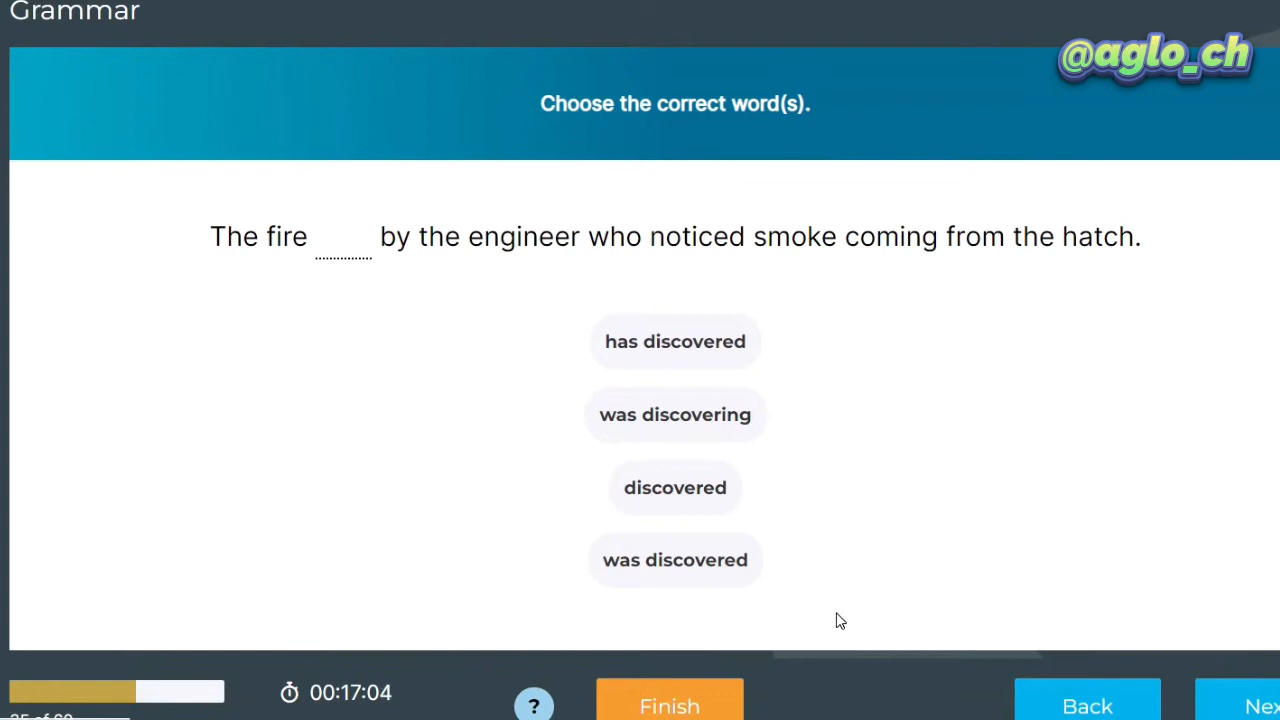 Grammar
@aglo_ch
Choose the correct word(s).
The fire by the engineer who noticed smoke coming from the hatch.
has discovered
was discovering
discovered
was discovered
00:17:04
?
Finish
Back
Nex